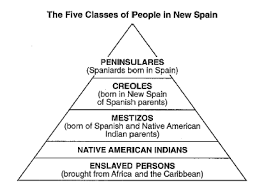 The Five Classes of People in New Spain
PENINSULARES
(Spaniards born in Spain)
CREOLES
(born in New Spain
of Spanish parents)
MESTIZOS
(born of Spanish and Native American
Indian parents)
NATIVE AMERICAN INDIANS
ENSLAVED PERSONS
(brought from Africa and the Caribbean)